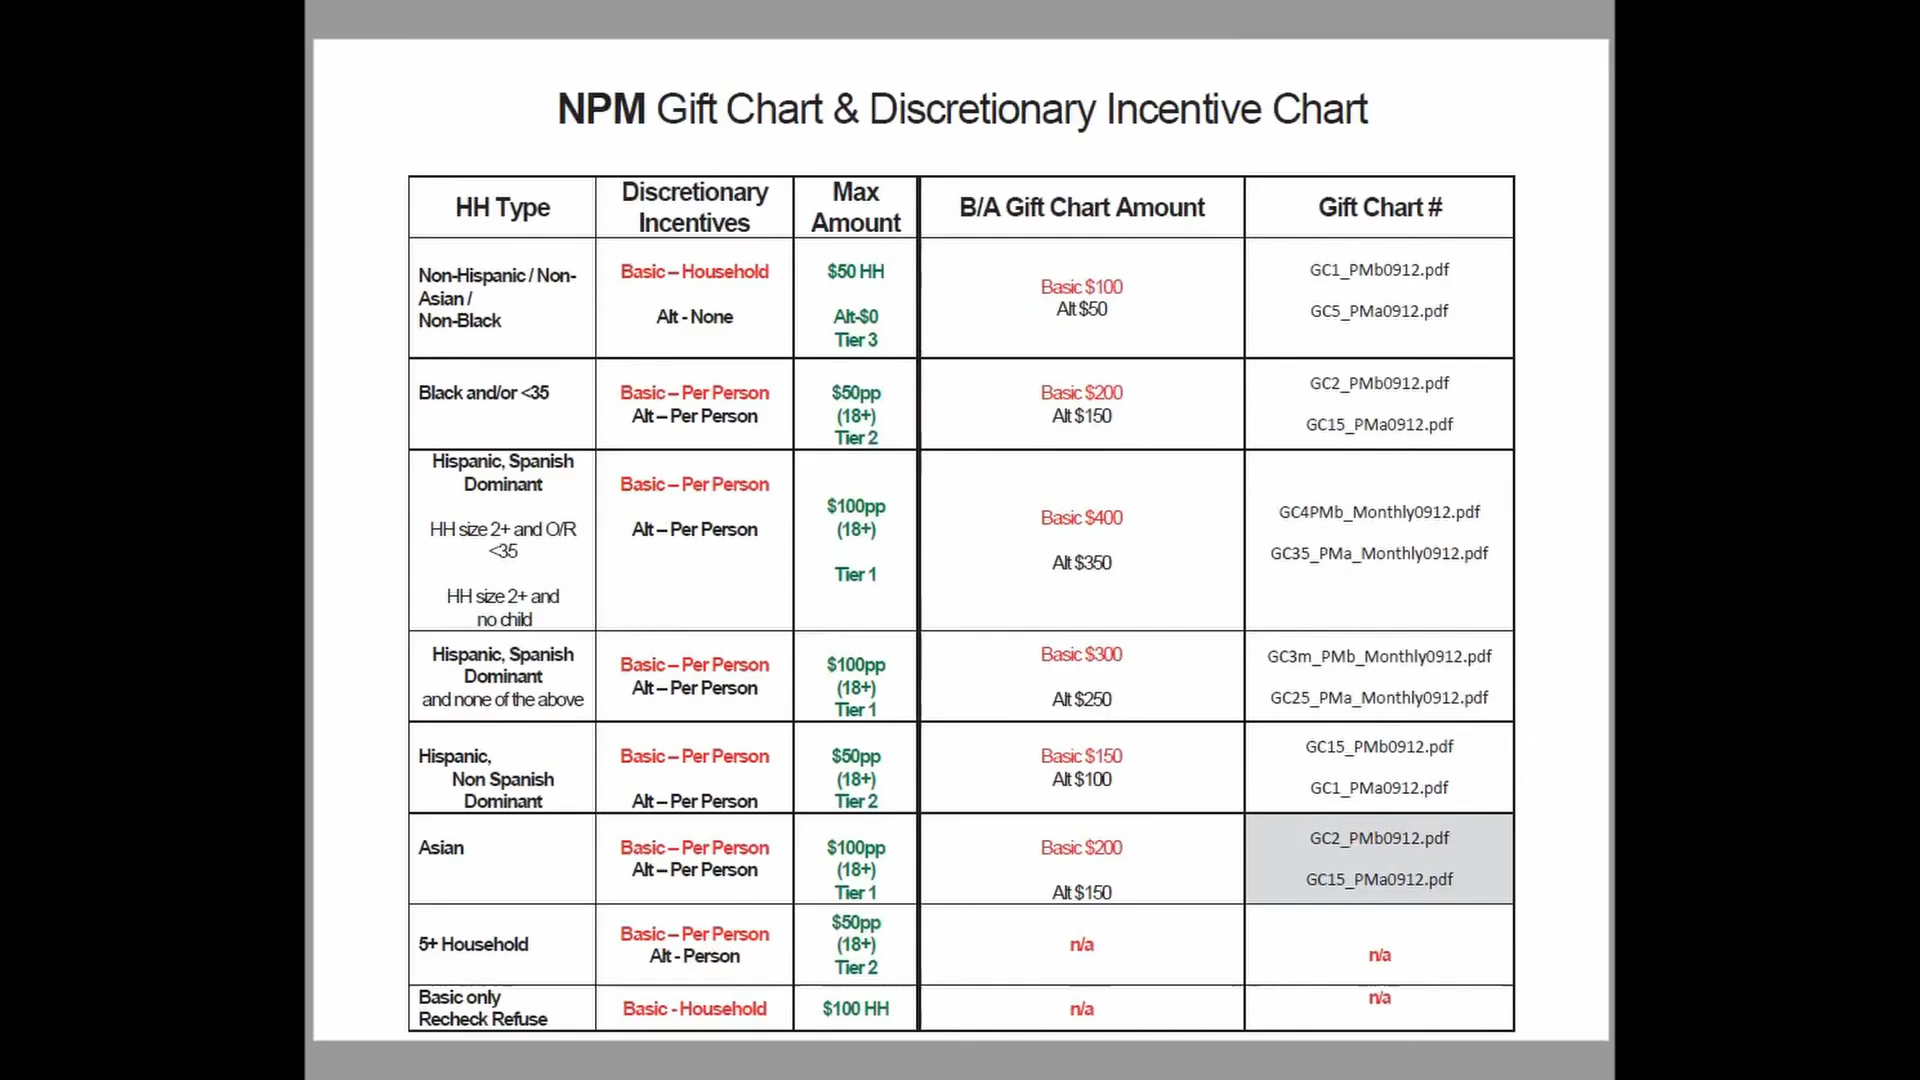 NPM Gift Chart & Discretionary Incentive Chart
HH Type
Discretionary
Incentives
Max
Amount
B/A Gift Chart Amount
Gift Chart #
Non-Hispanic / Non-
Asian /
Non-Black
Basic – Household
Alt - None
$50 HH
Alt-$0
Tier 3
Basic $100
Alt $50
GC1_PMb0912.pdf
GC5_PMa0912.pdf
Black and/or <35
Basic – Per Person
Alt – Per Person
$50pp
(18+)
Tier 2
Basic $200
Alt $150
GC2_PMb0912.pdf
GC15_PMa0912.pdf
Hispanic, Spanish
Dominant
HH size 2+ and O/R
<35
HH size 2+ and
no child
Basic – Per Person
Alt – Per Person
$100pp
(18+)
Tier 1
Basic $400
Alt $350
GC4PMb_Monthly0912.pdf
GC35_PMa_Monthly0912.pdf
Hispanic, Spanish
Dominant
and none of the above
Basic – Per Person
Alt – Per Person
$100pp
(18+)
Tier 1
Basic $300
Alt $250
GC3m_PMb_Monthly0912.pdf
GC25_PMa_Monthly0912.pdf
Hispanic,
Non Spanish
Dominant
Basic – Per Person
Alt – Per Person
$50pp
(18+)
Tier 2
Basic $150
Alt $100
GC15_PMb0912.pdf
GC1_PMa0912.pdf
Asian
Basic – Per Person
Alt – Per Person
$100pp
(18+)
Tier 1
Basic $200
Alt $150
GC2_PMb0912.pdf
GC15_PMa0912.pdf
5+ Household
Basic – Per Person
Alt - Person
$50pp
(18+)
Tier 2
n/a
n/a
Basic only
Recheck Refuse
Basic - Household
$100 HH
n/a
n/a